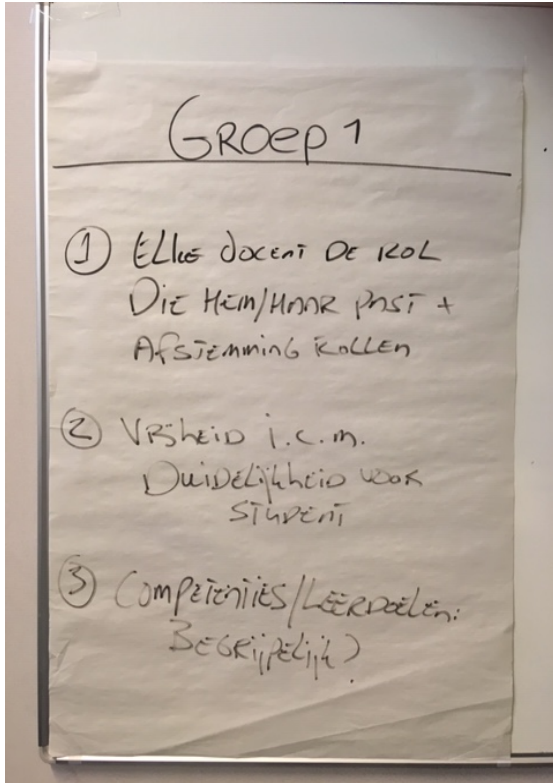 GROEP 1
① ELKE DOCENT DE ROL
DIE HEM/HAAR PAST +
AFSTEMMING ROLLEN
② VRIJHEID i.c.m.
DUIDELIJKHEID VOOR
STUDENT
③ COMPETENTIES/LEERDOELEN:
BEGRIJPELIJK?